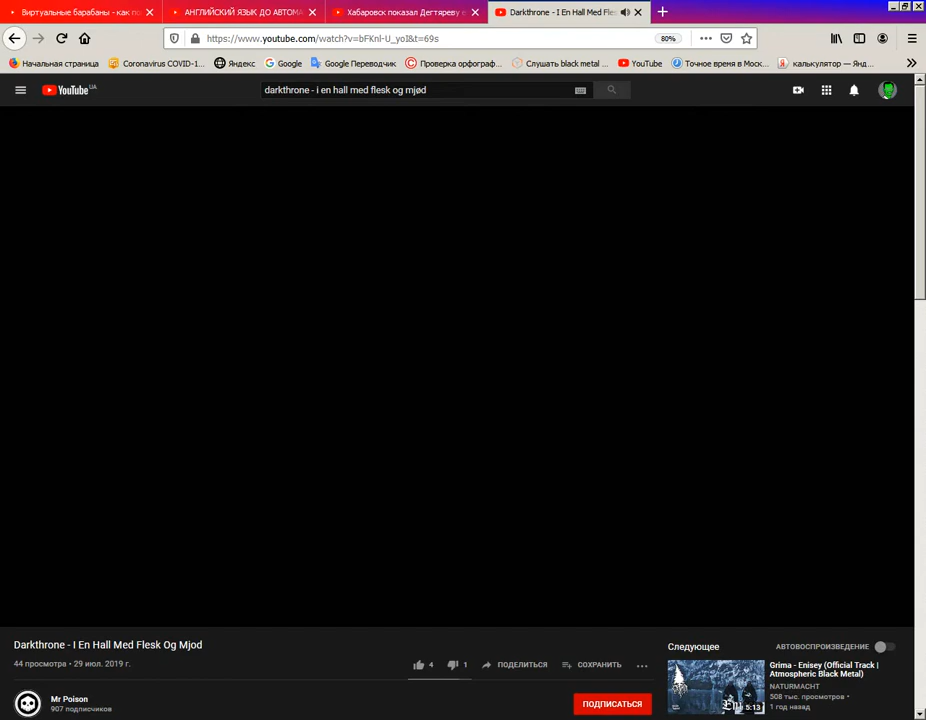 Виртуальные барабаны - как по
АНГЛИЙСКИЙ ЯЗЫК ДО АВТОМА
Хабаровск показал Дегтяреву е
Darkthrone - I En Hall Med Fles
https://www.youtube.com/watch?v=bFKnl-U_yoI&t=69s
80%
Начальная страница
Coronavirus COVID-1...
Яндекс
Google
Google Переводчик
Проверка орфограф...
Слушать black metal ...
YouTube
Точное время в Моск...
калькулятор — Янд...
YouTube UA
darkthrone - i en hall med flesk og mjød
Darkthrone - I En Hall Med Flesk Og Mjod
44 просмотра • 29 июл. 2019 г.
4
1
ПОДЕЛИТЬСЯ
СОХРАНИТЬ
Mr Poison
907 подписчиков
ПОДПИСАТЬСЯ
Следующее
АВТОВОСПРОИЗВЕДЕНИЕ
5:13
Grima - Enisey (Official Track |
Atmospheric Black Metal)
NATURMACHT
508 тыс. просмотров •
1 год назад